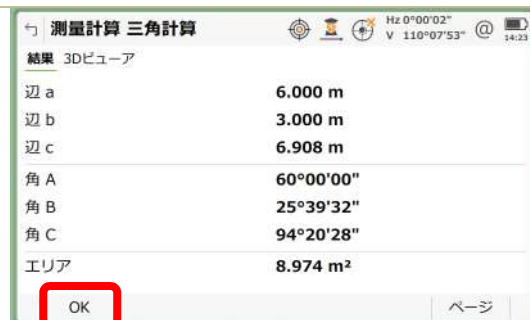 測量計算 三角計算
Hz 0°00'02"
V 110°07'53"
@
14:23
結果 3Dビューア
辺 a 6.000 m
辺 b 3.000 m
辺 c 6.908 m
角 A 60°00'00"
角 B 25°39'32"
角 C 94°20'28"
エリア 8.974 m²
OK ページ